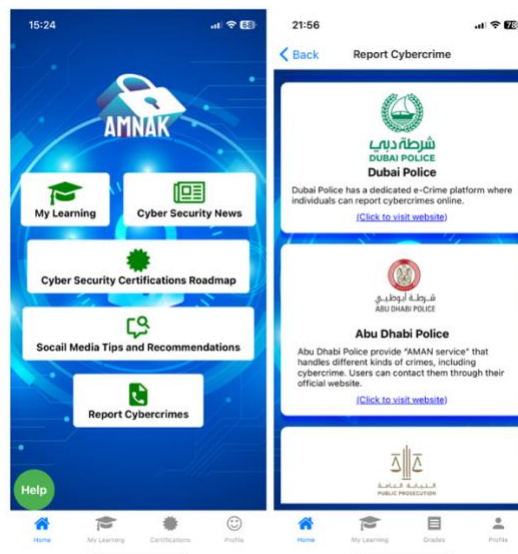 15:24
68
AMNAK
My Learning
Cyber Security News
Cyber Security Certifications Roadmap
Socail Media Tips and Recommendations
Report Cybercrimes
Help
Home
My Learning
Certifications
Profile
21:56
78
Back
Report Cybercrime
شرطة دبي
DUBAI POLICE
Dubai Police
Dubai Police has a dedicated e-Crime platform where
individuals can report cybercrimes online.
(Click to visit website)
شرطة أبوظبي
ABU DHABI POLICE
Abu Dhabi Police
Abu Dhabi Police provide "AMAN service" that
handles different kinds of crimes, including
cybercrime. Users can contact them through their
official website.
(Click to visit website)
النيابة العامة
PUBLIC PROSECUTION
Home
My Learning
Grades
Profile